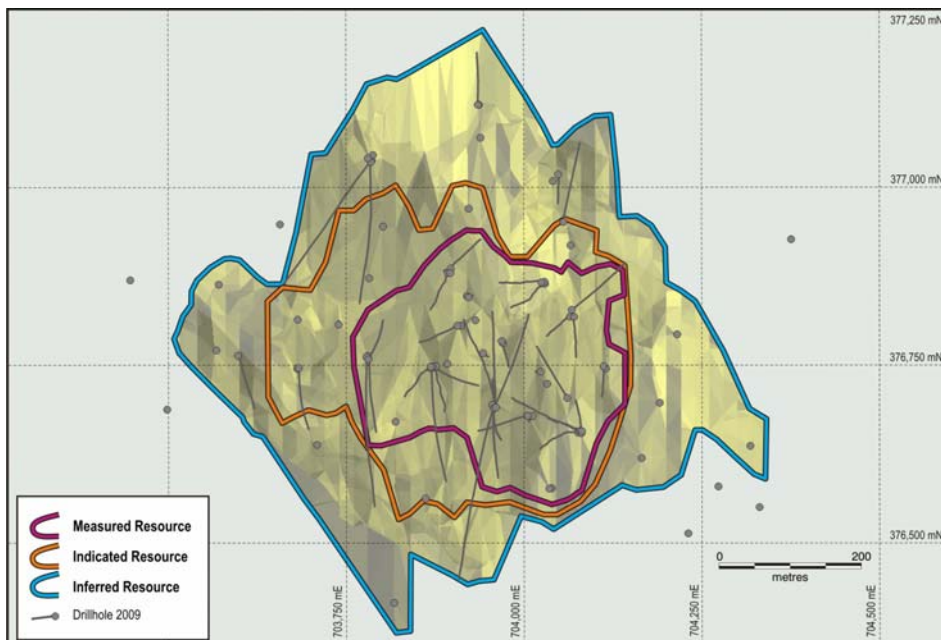 377,250 mN
377,000 mN
376,750 mN
376,500 mN
Measured Resource
Indicated Resource
Inferred Resource
Drillhole 2009
0 200
metres
703,750 mE
704,000 mE
704,250 mE
704,500 mE